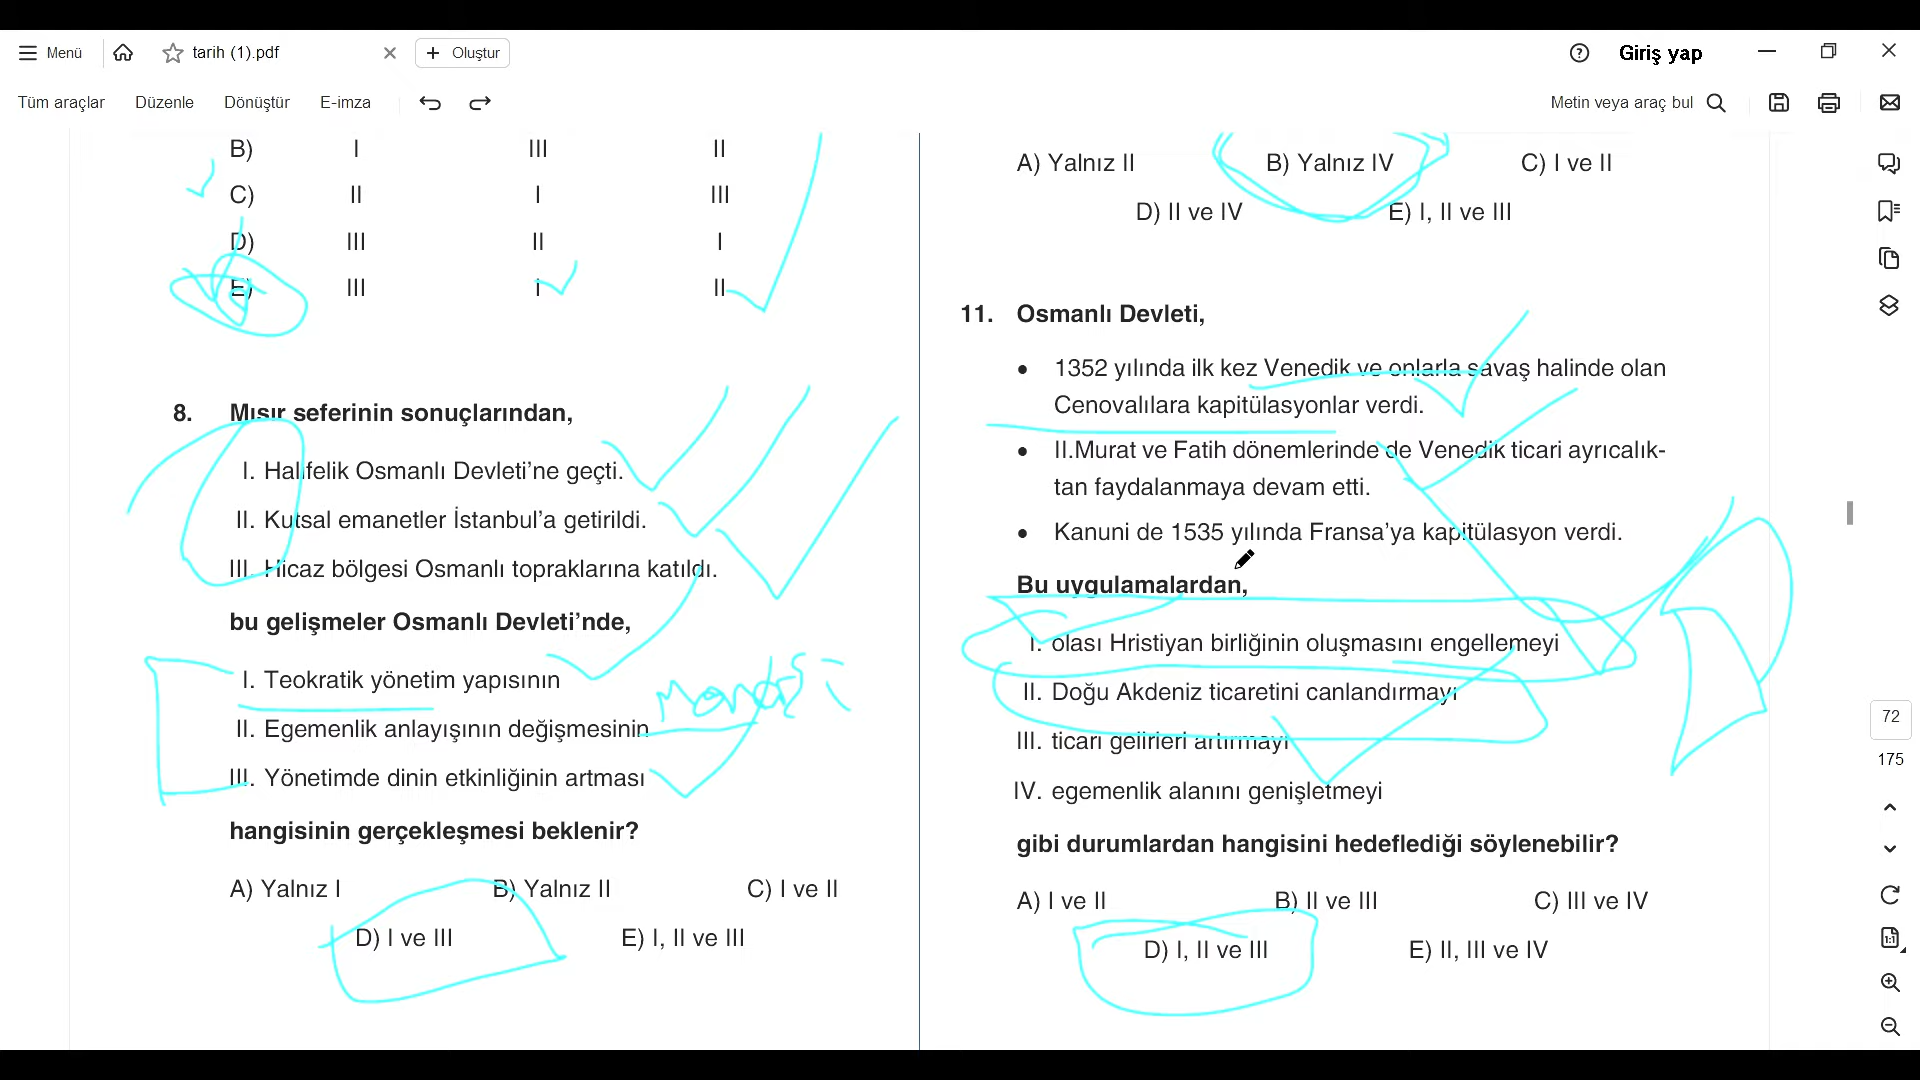 Menü
tarih (1).pdf
Oluştur
Giriş yap
Tüm araçlar Düzenle Dönüştür E-imza
Metin veya araç bul
B) I III II
C) II I III
D) III II I
E) III I II
8. Mısır seferinin sonuçlarından,
I. Halifelik Osmanlı Devleti'ne geçti.
II. Kutsal emanetler İstanbul'a getirildi.
III. Hicaz bölgesi Osmanlı topraklarına katıldı.
bu gelişmeler Osmanlı Devleti'nde,
I. Teokratik yönetim yapısının
II. Egemenlik anlayışının değişmesinin
III. Yönetimde dinin etkinliğinin artması
hangisinin gerçekleşmesi beklenir?
A) Yalnız I B) Yalnız II C) I ve II
D) I ve III E) I, II ve III
A) Yalnız II B) Yalnız IV C) I ve II
D) II ve IV E) I, II ve III
11. Osmanlı Devleti,
• 1352 yılında ilk kez Venedik ve onlarla savaş halinde olan
Cenovalılara kapitülasyonlar verdi.
• II.Murat ve Fatih dönemlerinde de Venedik ticari ayrıcalık-
tan faydalanmaya devam etti.
• Kanuni de 1535 yılında Fransa'ya kapitülasyon verdi.
Bu uygulamalardan,
I. olası Hristiyan birliğinin oluşmasını engellemeyi
II. Doğu Akdeniz ticaretini canlandırmayı
III. ticari gelirleri artırmayı
IV. egemenlik alanını genişletmeyi
gibi durumlardan hangisini hedeflediği söylenebilir?
A) I ve II B) II ve III C) III ve IV
D) I, II ve III E) II, III ve IV
72
175